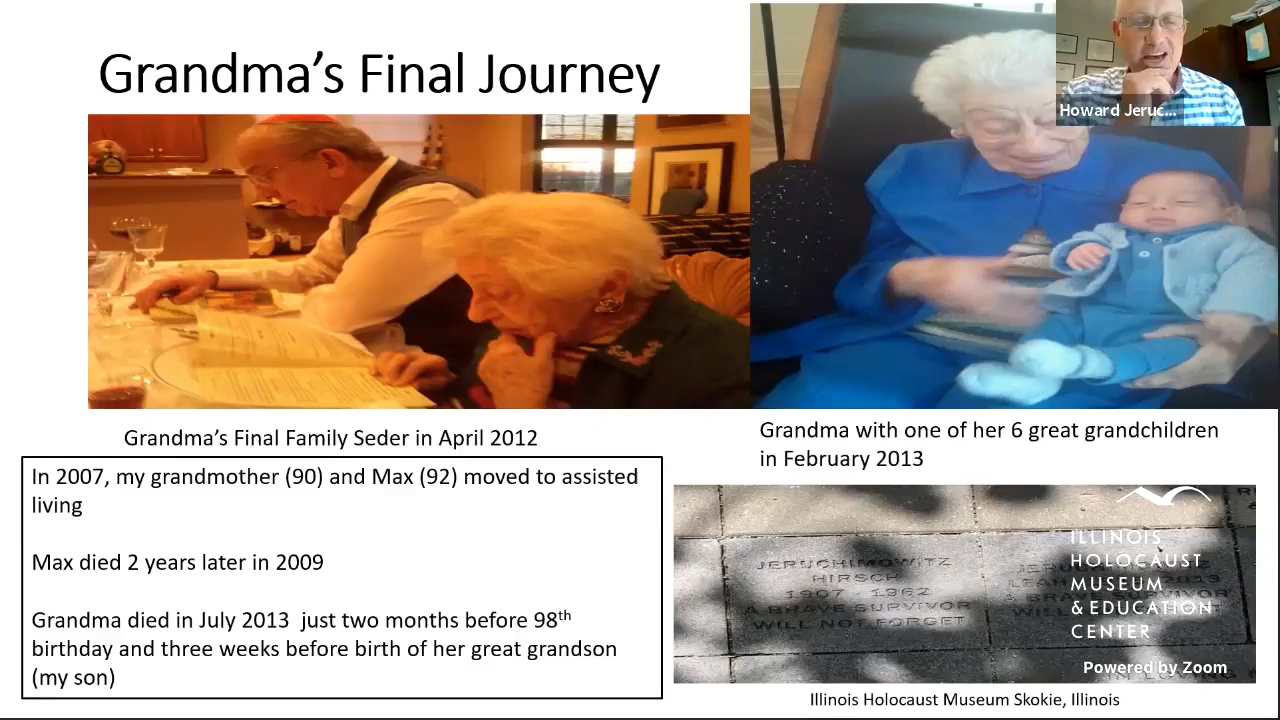 Grandma's Final Journey
Howard Jeruc...
Grandma's Final Family Seder in April 2012
Grandma with one of her 6 great grandchildren
in February 2013
In 2007, my grandmother (90) and Max (92) moved to assisted
living
Max died 2 years later in 2009
Grandma died in July 2013 just two months before 98th
birthday and three weeks before birth of her great grandson
(my son)
JERUCHIMOWITZ
HIRSCH
1907 - 1962
A BRAVE SURVIVOR
WILL NOT FORGET
ILLINOIS
HOLOCAUST
MUSEUM
& EDUCATION
CENTER
Powered by Zoom
Illinois Holocaust Museum Skokie, Illinois